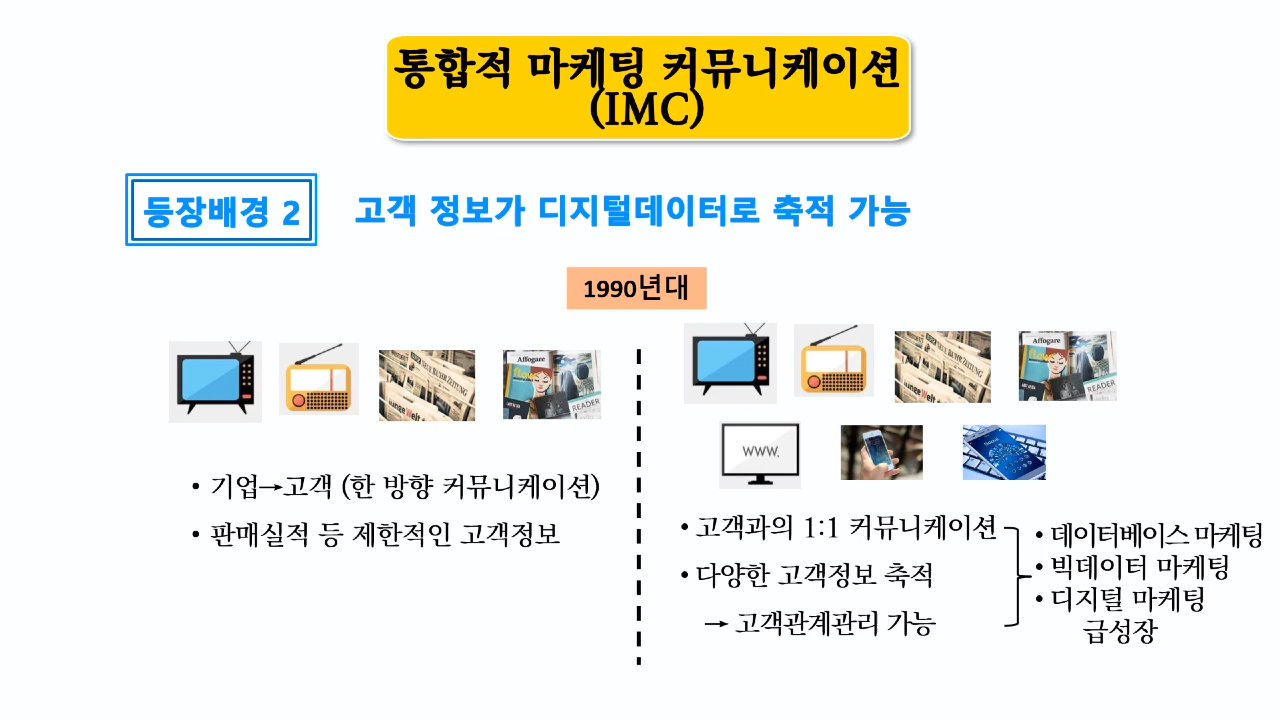 통합적 마케팅 커뮤니케이션
(IMC)
등장배경 2
고객 정보가 디지털데이터로 축적 가능
1990년대
Affogare
flow
READER
Affogare
READER
www.
• 기업→고객 (한 방향 커뮤니케이션)
• 판매실적 등 제한적인 고객정보
• 고객과의 1:1 커뮤니케이션
• 다양한 고객정보 축적
→ 고객관계관리 가능
• 데이터베이스 마케팅
• 빅데이터 마케팅
• 디지털 마케팅
급성장